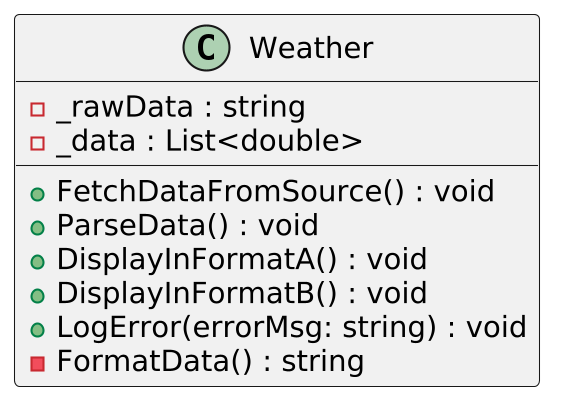 C Weather
_rawData : string
_data : List<double>
FetchDataFromSource() : void
ParseData() : void
DisplayInFormatA() : void
DisplayInFormatB() : void
LogError(errorMsg: string) : void
FormatData() : string